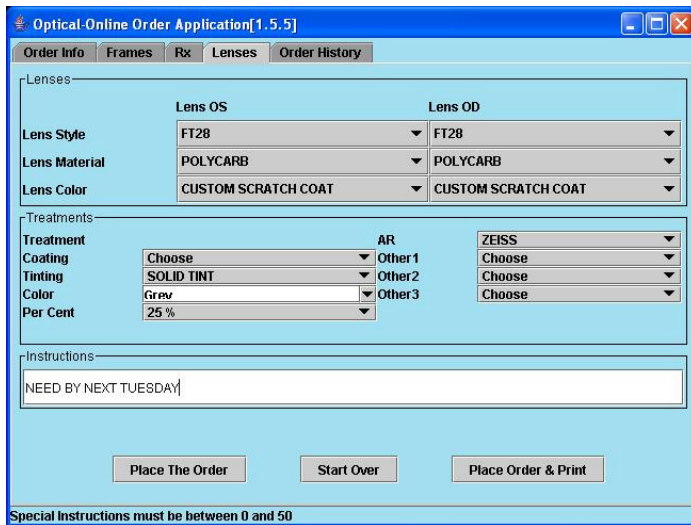 Optical-Online Order Application[1.5.5]
Order Info Frames Rx Lenses Order History
Lenses
Lens OS Lens OD
Lens Style FT28 FT28
Lens Material POLYCARB POLYCARB
Lens Color CUSTOM SCRATCH COAT CUSTOM SCRATCH COAT
Treatments
Treatment AR ZEISS
Coating Choose Other1 Choose
Tinting SOLID TINT Other2 Choose
Color Grey Other3 Choose
Per Cent 25 %
Instructions
NEED BY NEXT TUESDAY
Place The Order Start Over Place Order & Print
Special Instructions must be between 0 and 50